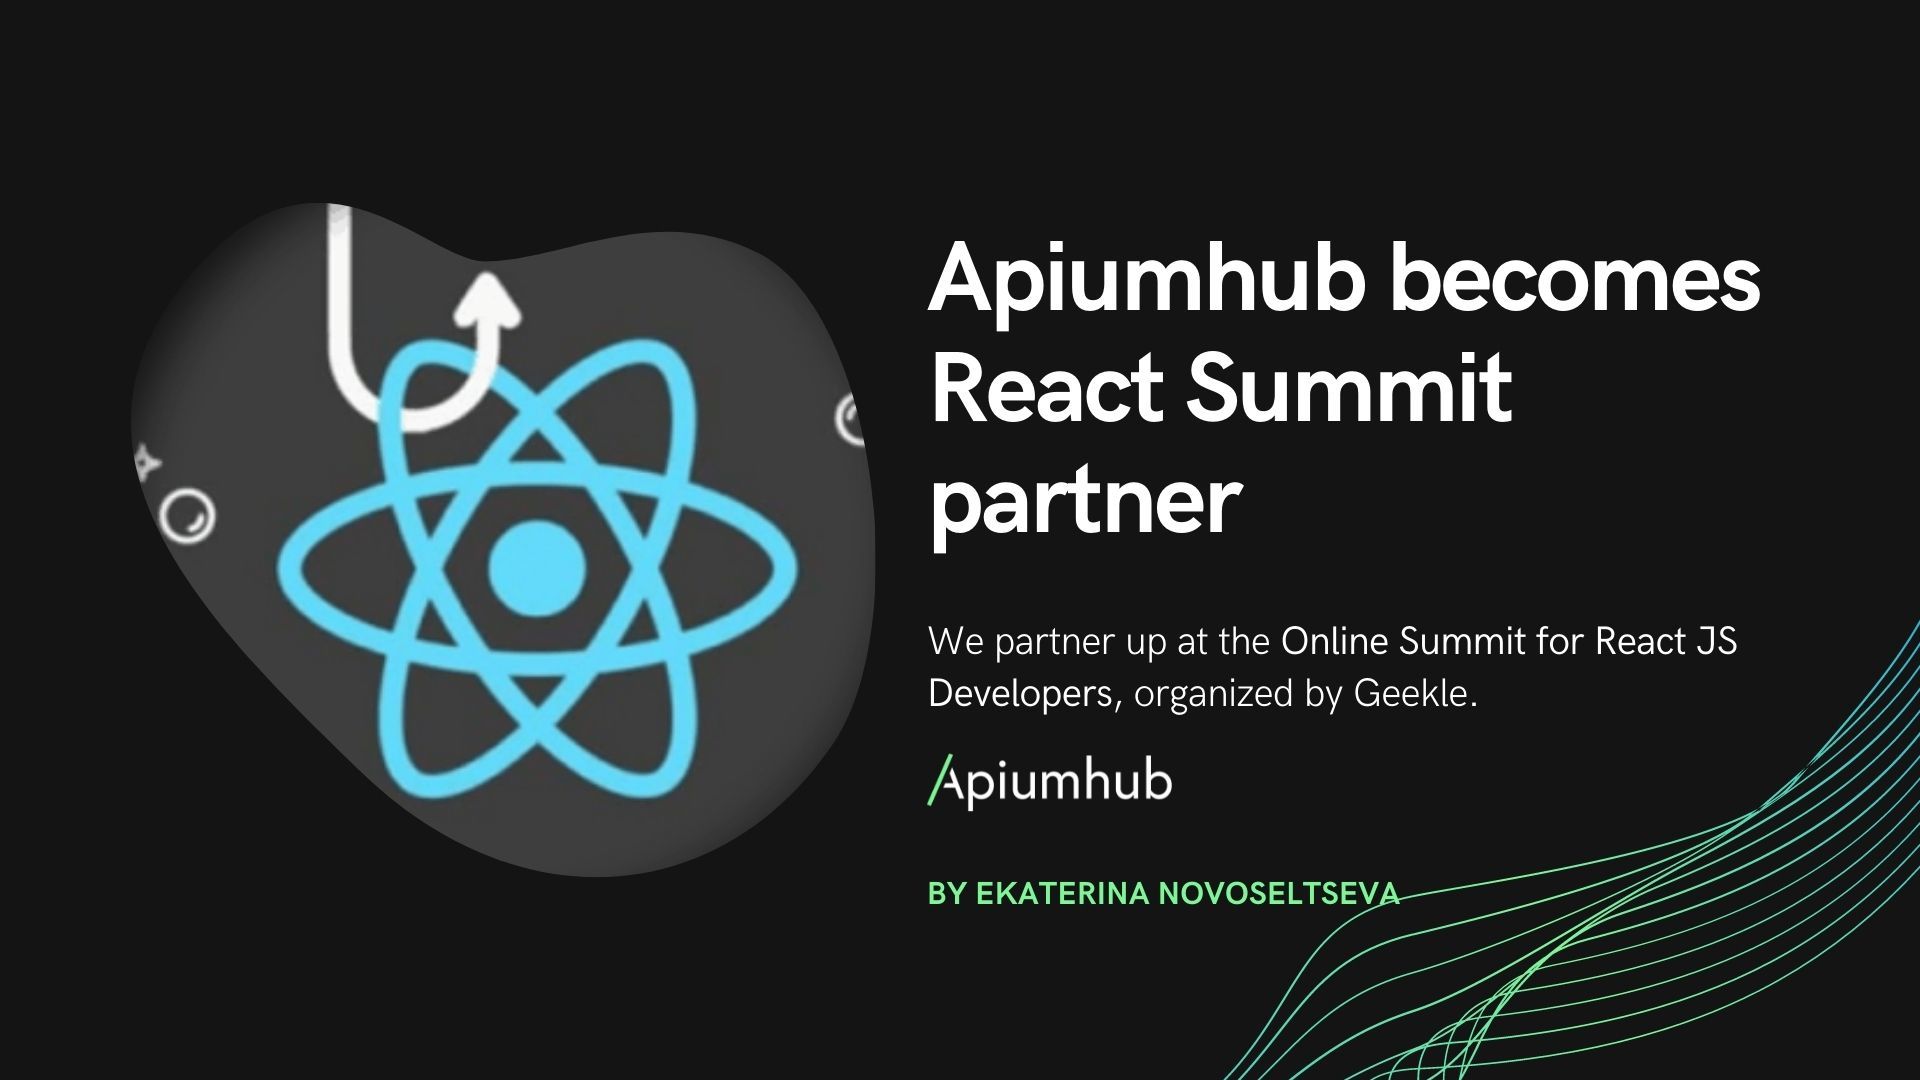 Apiumhub becomes
React Summit
partner
We partner up at the Online Summit for React JS
Developers, organized by Geekle.
Apiumhub
BY EKATERINA NOVOSELTSEVA